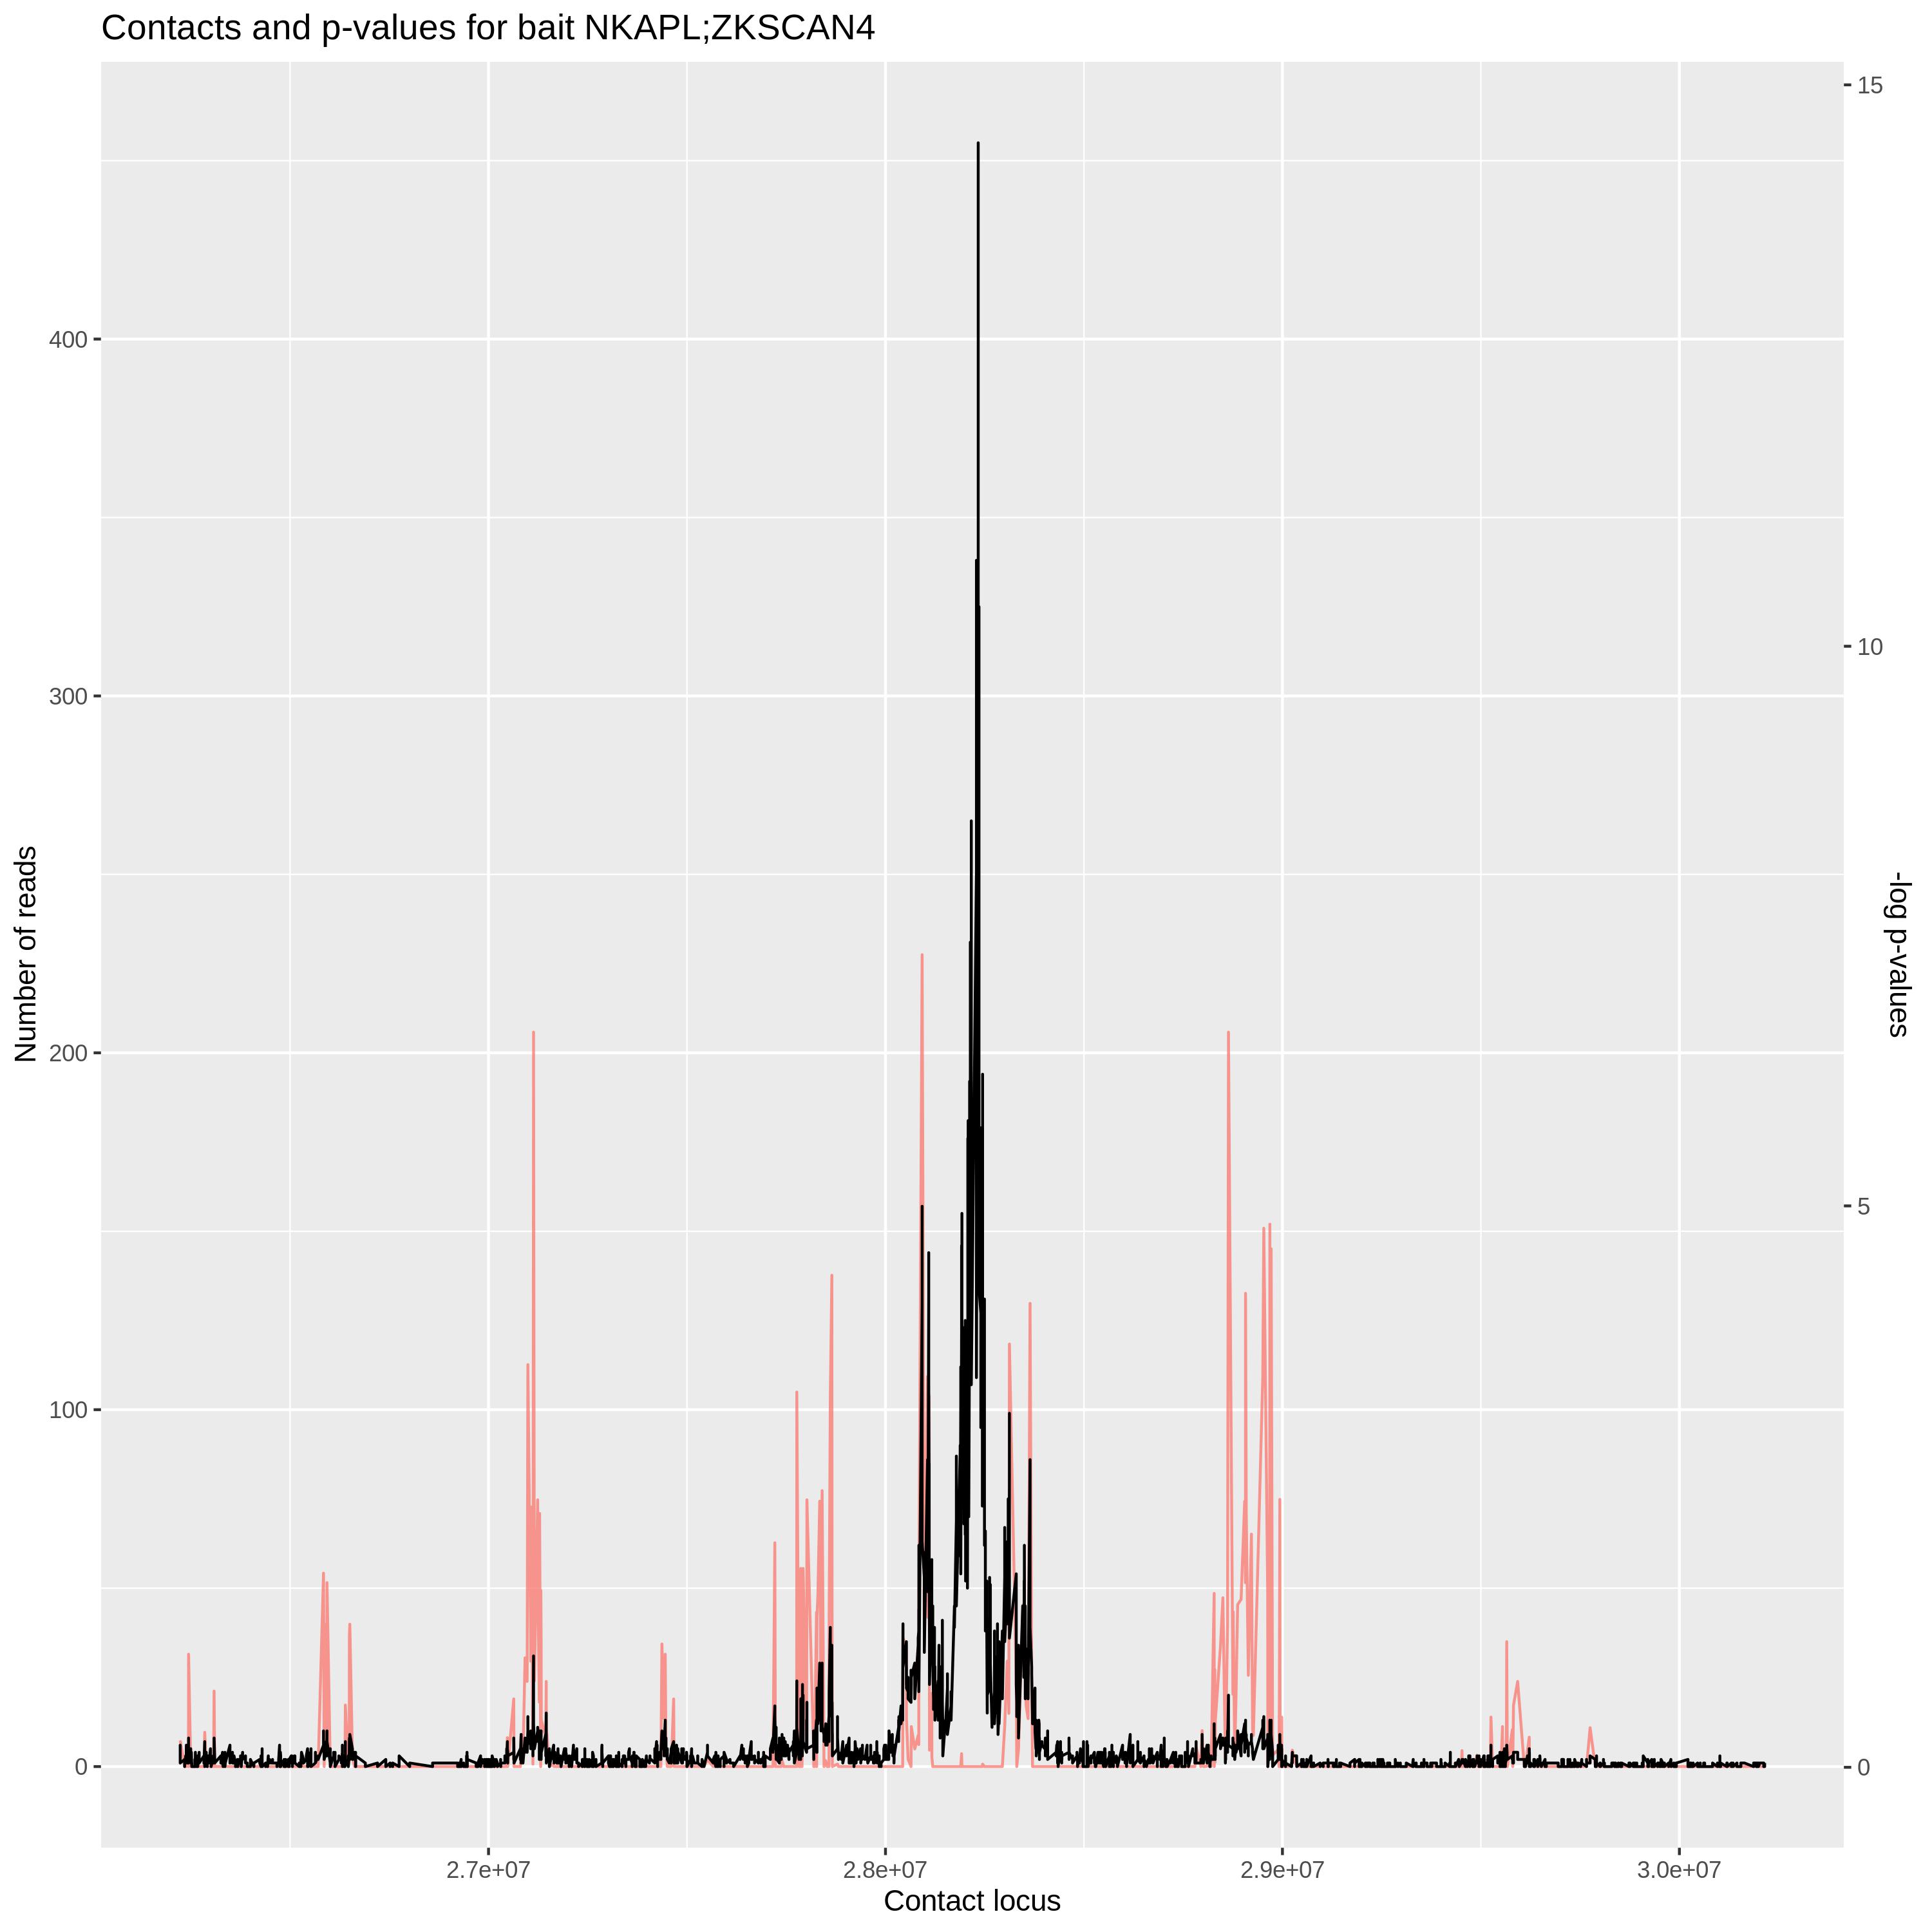 Contacts and p-values for bait NKAPL;ZKSCAN4
15
400
10
300
Number of reads
-log p-values
200
5
100
0
0
2.7e+07
2.8e+07
2.9e+07
3.0e+07
Contact locus